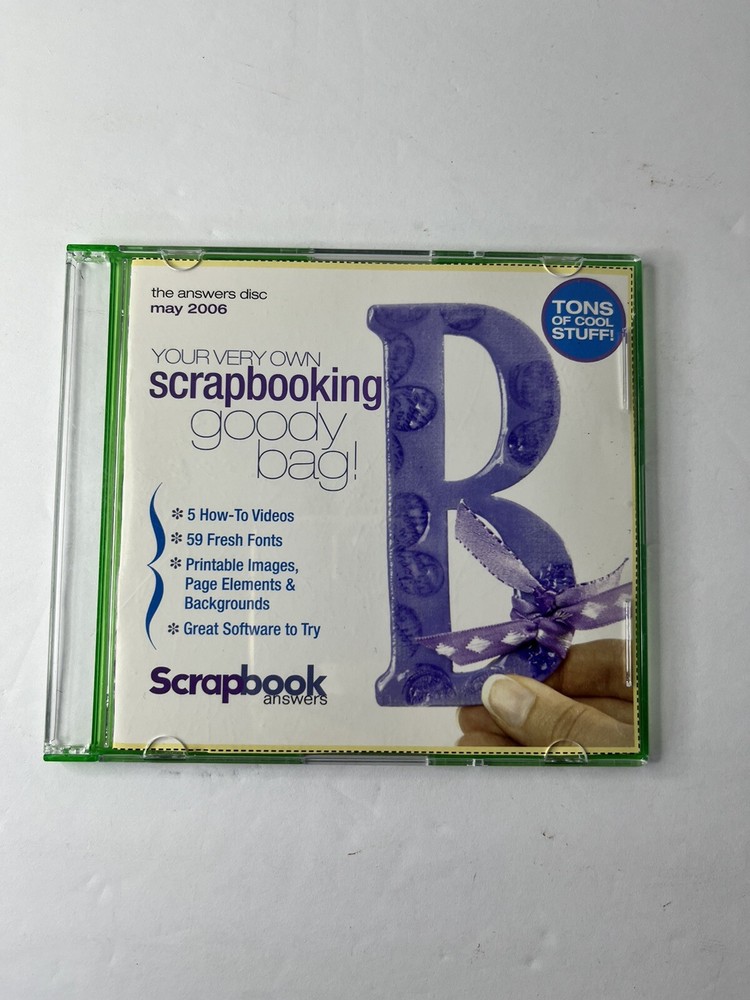 the answers disc
may 2006
TONS
OF COOL
STUFF!
YOUR VERY OWN
scrapbooking
goody
bag!
* 5 How-To Videos
* 59 Fresh Fonts
* Printable Images,
Page Elements &
Backgrounds
* Great Software to Try
Scrapbook
answers
R